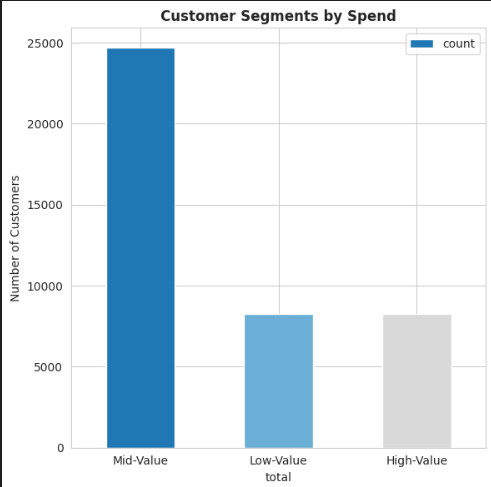 Customer Segments by Spend
count
25000
20000
15000
10000
5000
0
Number of Customers
Mid-Value
Low-Value
High-Value
total